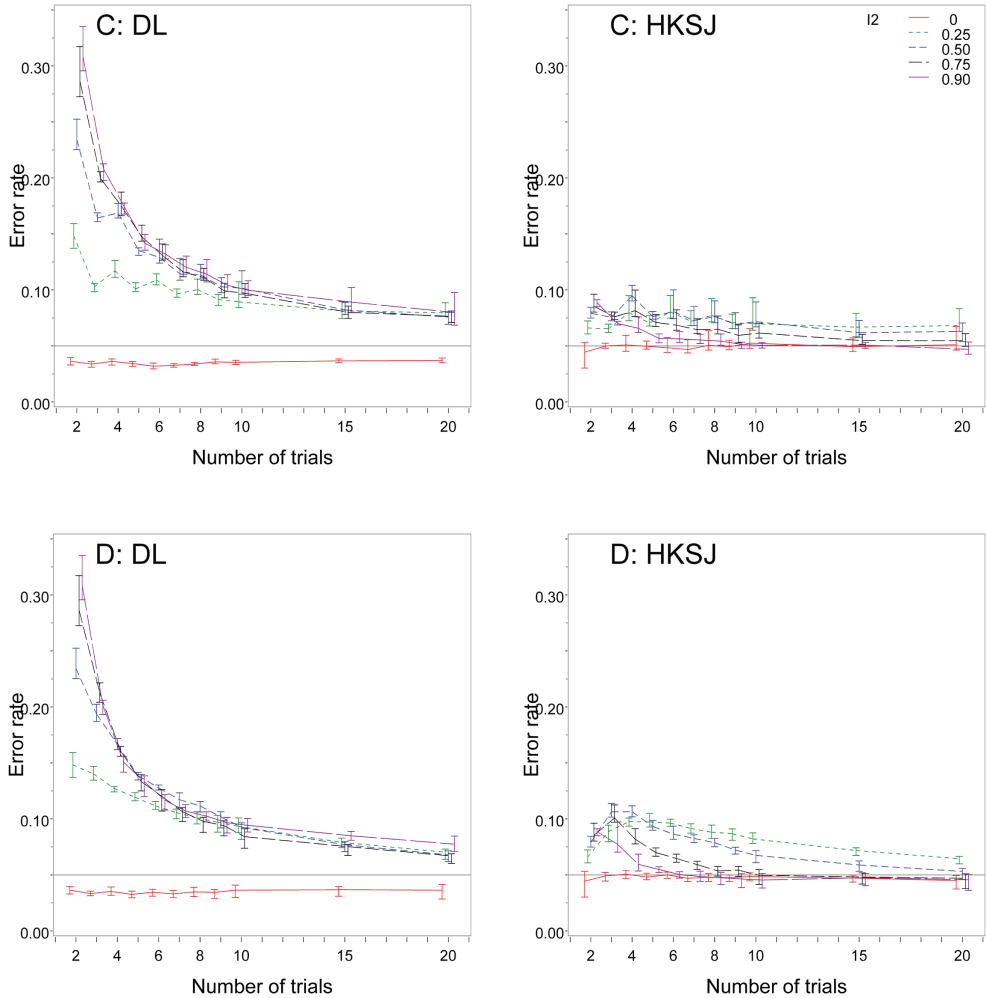 C: DL
0.30
0.20
0.10
0.00
Error rate
2 4 6 8 10 15 20
Number of trials
C: HKSJ
I2
0
0.25
0.50
0.75
0.90
0.30
0.20
0.10
0.00
Error rate
2 4 6 8 10 15 20
Number of trials
D: DL
0.30
0.20
0.10
0.00
Error rate
2 4 6 8 10 15 20
Number of trials
D: HKSJ
0.30
0.20
0.10
0.00
Error rate
2 4 6 8 10 15 20
Number of trials